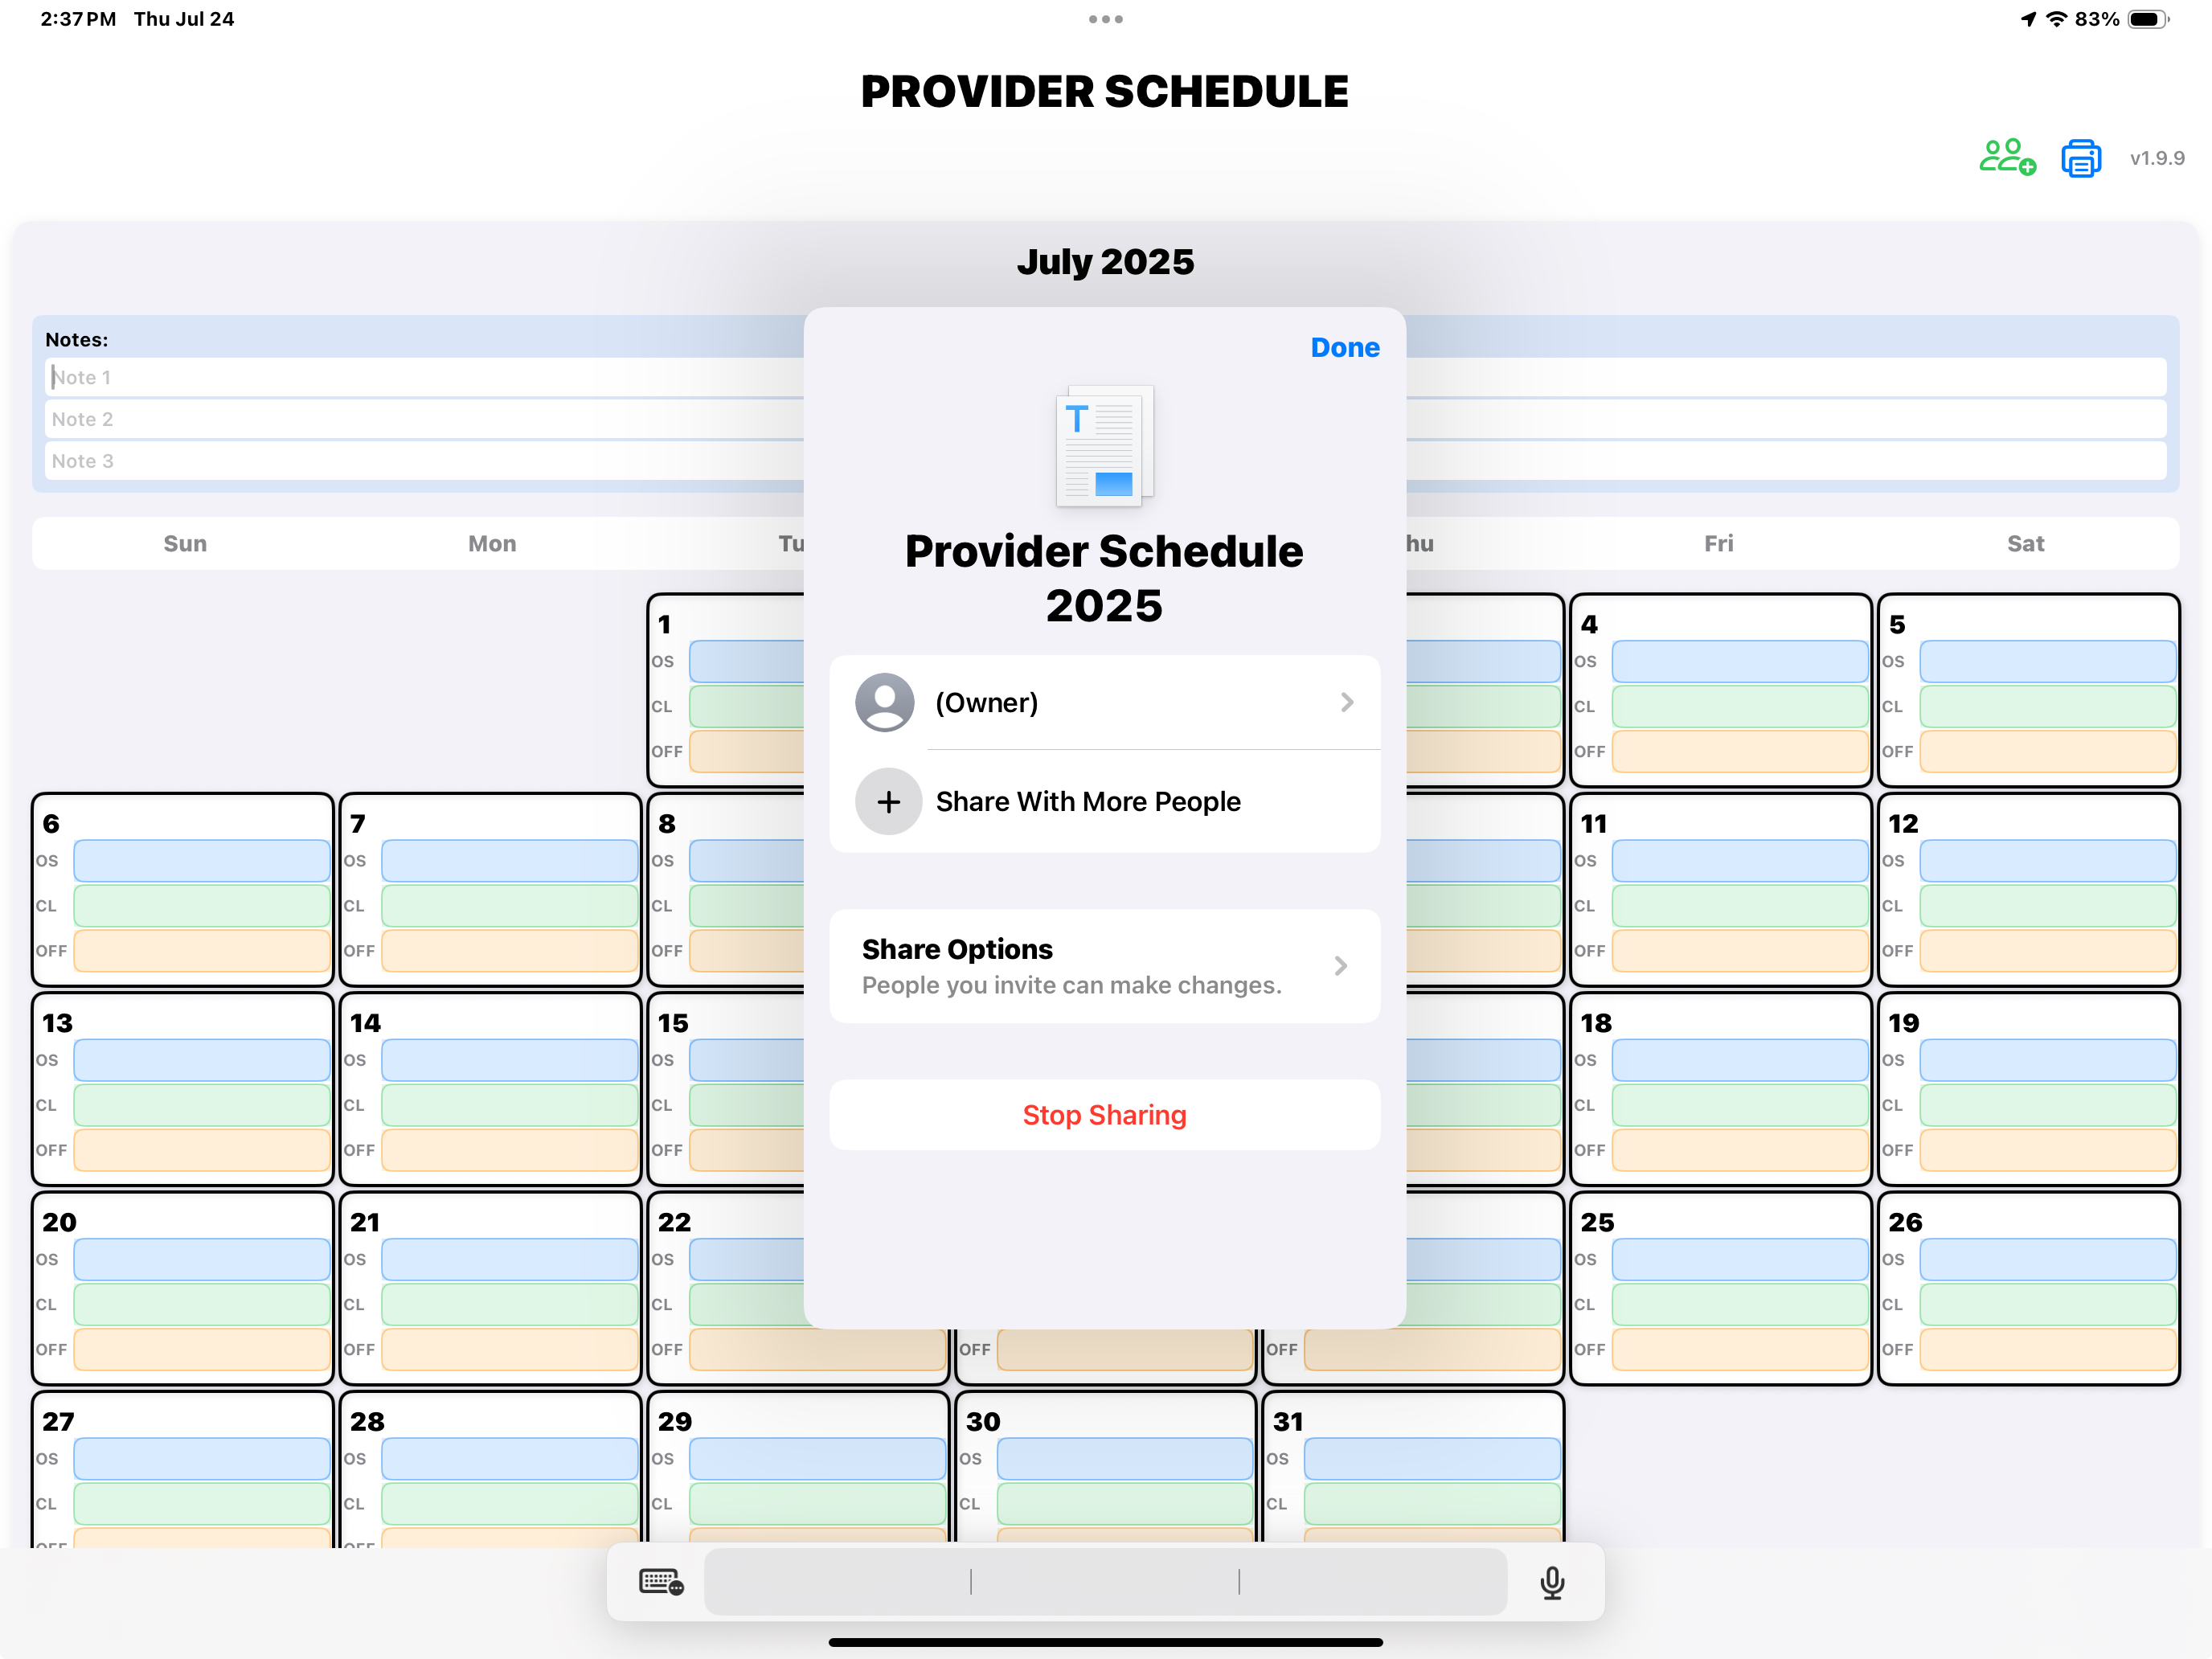 2:37 PM Thu Jul 24
83%
PROVIDER SCHEDULE
v1.9.9
July 2025
Notes:
Note 1
Note 2
Note 3
Sun Mon Tu hu Fri Sat
Done
T
Provider Schedule
2025
(Owner)
Share With More People
Share Options
People you invite can make changes.
Stop Sharing
1 4 5
OS OS OS
CL CL CL
OFF OFF OFF
6 7 8 11 12
OS OS OS OS OS
CL CL CL CL CL
OFF OFF OFF OFF OFF
13 14 15 18 19
OS OS OS OS OS
CL CL CL CL CL
OFF OFF OFF OFF OFF
20 21 22 25 26
OS OS OS OS OS
CL CL CL CL CL
OFF OFF OFF OFF OFF OFF OFF
27 28 29 30 31
OS OS OS OS OS
CL CL CL CL CL
OFF OFF